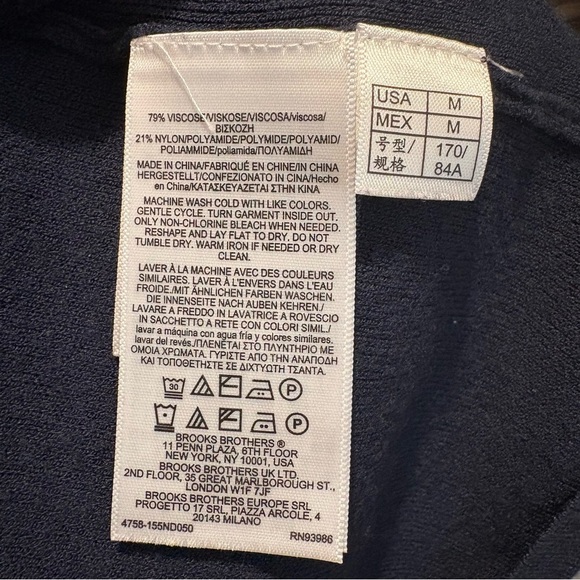 79% VISCOSE/VISKOSE/VISCOSA/viscosa/
ΒΙΣΚΟΖΗ
21% NYLON/POLYAMIDE/POLYMIDE/POLYAMID/
POLIAMMIDE/poliamida/ΠΟΛΥΑΜΙΔΗ
MADE IN CHINA/FABRIQUÉ EN CHINE/IN CHINA
HERGESTELLT/CONFEZIONATO IN CINA/Hecho
en China/ΚΑΤΑΣΚΕΥΑΖΕΤΑΙ ΣΤΗΝ ΚΙΝΑ
MACHINE WASH COLD WITH LIKE COLORS.
GENTLE CYCLE. TURN GARMENT INSIDE OUT.
ONLY NON-CHLORINE BLEACH WHEN NEEDED.
RESHAPE AND LAY FLAT TO DRY. DO NOT
TUMBLE DRY. WARM IRON IF NEEDED OR DRY
CLEAN.
LAVER À LA MACHINE AVEC DES COULEURS
SIMILAIRES. LAVER À L'ENVERS DANS L'EAU
FROIDE./MIT ÄHNLICHEN FARBEN WASCHEN.
DIE INNENSEITE NACH AUßEN KEHREN./
LAVARE A FREDDO IN LAVATRICE A ROVESCIO
IN SACCHETTO A RETE CON COLORI SIMIL./
lavar a máquina con agua fría y colores similares.
lavar del revés./ΠΛΕΝΕΤΑΙ ΣΤΟ ΠΛΥΝΤΗΡΙΟ ΜΕ
ΟΜΟΙΑ ΧΡΩΜΑΤΑ. ΓΥΡΙΣΤΕ ΑΠΟ ΤΗΝ ΑΝΑΠΟΔΗ
ΚΑΙ ΤΟΠΟΘΕΤΗΣΤΕ ΣΕ ΔΙΧΤΥΩΤΗ ΤΣΑΝΤΑ.
30 P
P
BROOKS BROTHERS ®
11 PENN PLAZA, 6TH FLOOR
NEW YORK, NY 10001, USA
BROOKS BROTHERS UK LTD.
2ND FLOOR, 35 GREAT MARLBOROUGH ST.,
LONDON W1F 7JF
BROOKS BROTHERS EUROPE SRL
PROGETTO 17 SRL, PIAZZA ARCOLE, 4
20143 MILANO
4758-155ND050 RN93986
USA M
MEX M
号型/ 170/
规格 84A